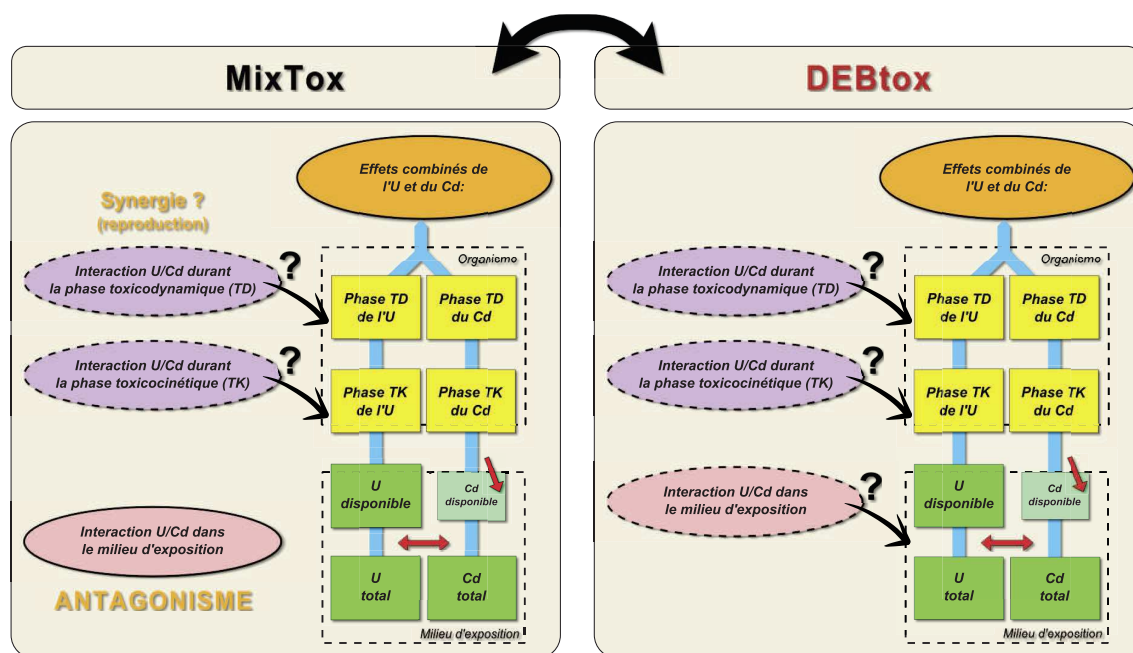 MixTox
DEBtox
Effets combinés de
l'U et du Cd:
Synergie ?
(reproduction)
Organisme
Interaction U/Cd durant
la phase toxicodynamique (TD)
?
Phase TD
de l'U
Phase TD
du Cd
Interaction U/Cd durant
la phase toxicocinétique (TK)
?
Phase TK
de l'U
Phase TK
du Cd
U
disponible
Cd
disponible
Interaction U/Cd dans
le milieu d'exposition
ANTAGONISME
U
total
Cd
total
Milieu d'exposition
Effets combinés de
l'U et du Cd:
Organisme
Interaction U/Cd durant
la phase toxicodynamique (TD)
?
Phase TD
de l'U
Phase TD
du Cd
Interaction U/Cd durant
la phase toxicocinétique (TK)
?
Phase TK
de l'U
Phase TK
du Cd
Interaction U/Cd dans
le milieu d'exposition
?
U
disponible
Cd
disponible
U
total
Cd
total
Milieu d'exposition